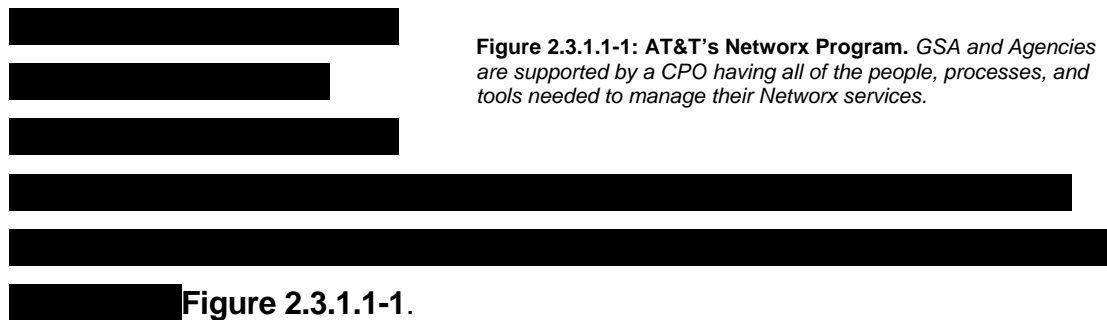 Figure 2.3.1.1-1: AT&T's Networx Program. GSA and Agencies
are supported by a CPO having all of the people, processes, and
tools needed to manage their Networx services.
Figure 2.3.1.1-1.